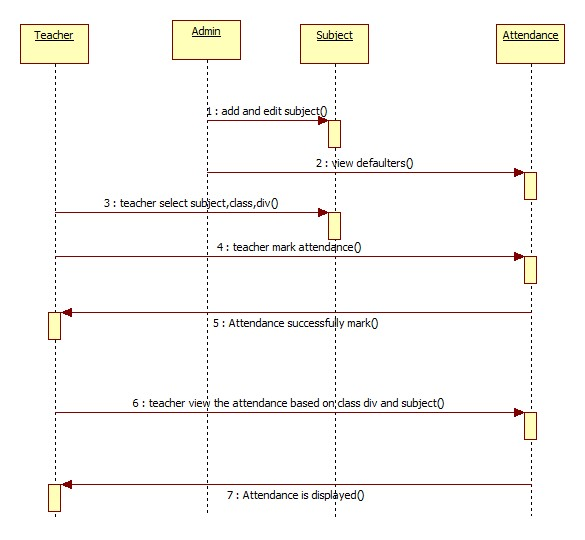 Teacher
Admin
Subject
Attendance
1 : add and edit subject()
2 : view defaulters()
3 : teacher select subject,class,div()
4 : teacher mark attendance()
5 : Attendance successfully mark()
6 : teacher view the attendance based on class div and subject()
7 : Attendance is displayed()